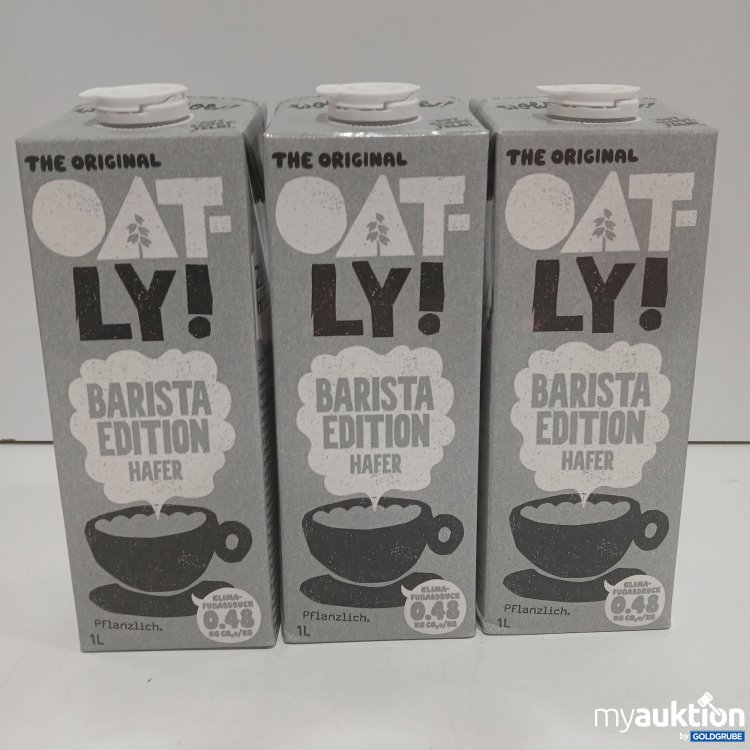 THE ORIGINAL
OAT-
LY!
BARISTA
EDITION
HAFER
KLIMA-
FUẞABDRUCK
0.48
KG CO₂e/KG
Pflanzlich.
1L
THE ORIGINAL
OAT-
LY!
BARISTA
EDITION
HAFER
KLIMA-
FUẞABDRUCK
0.48
KG CO₂e/KG
Pflanzlich.
1L
THE ORIGINAL
OAT-
LY!
BARISTA
EDITION
HAFER
KLIMA-
FUẞABDRUCK
0.48
KG CO₂e/KG
Pflanzlich.
1L
myauktion
by GOLDGRUBE